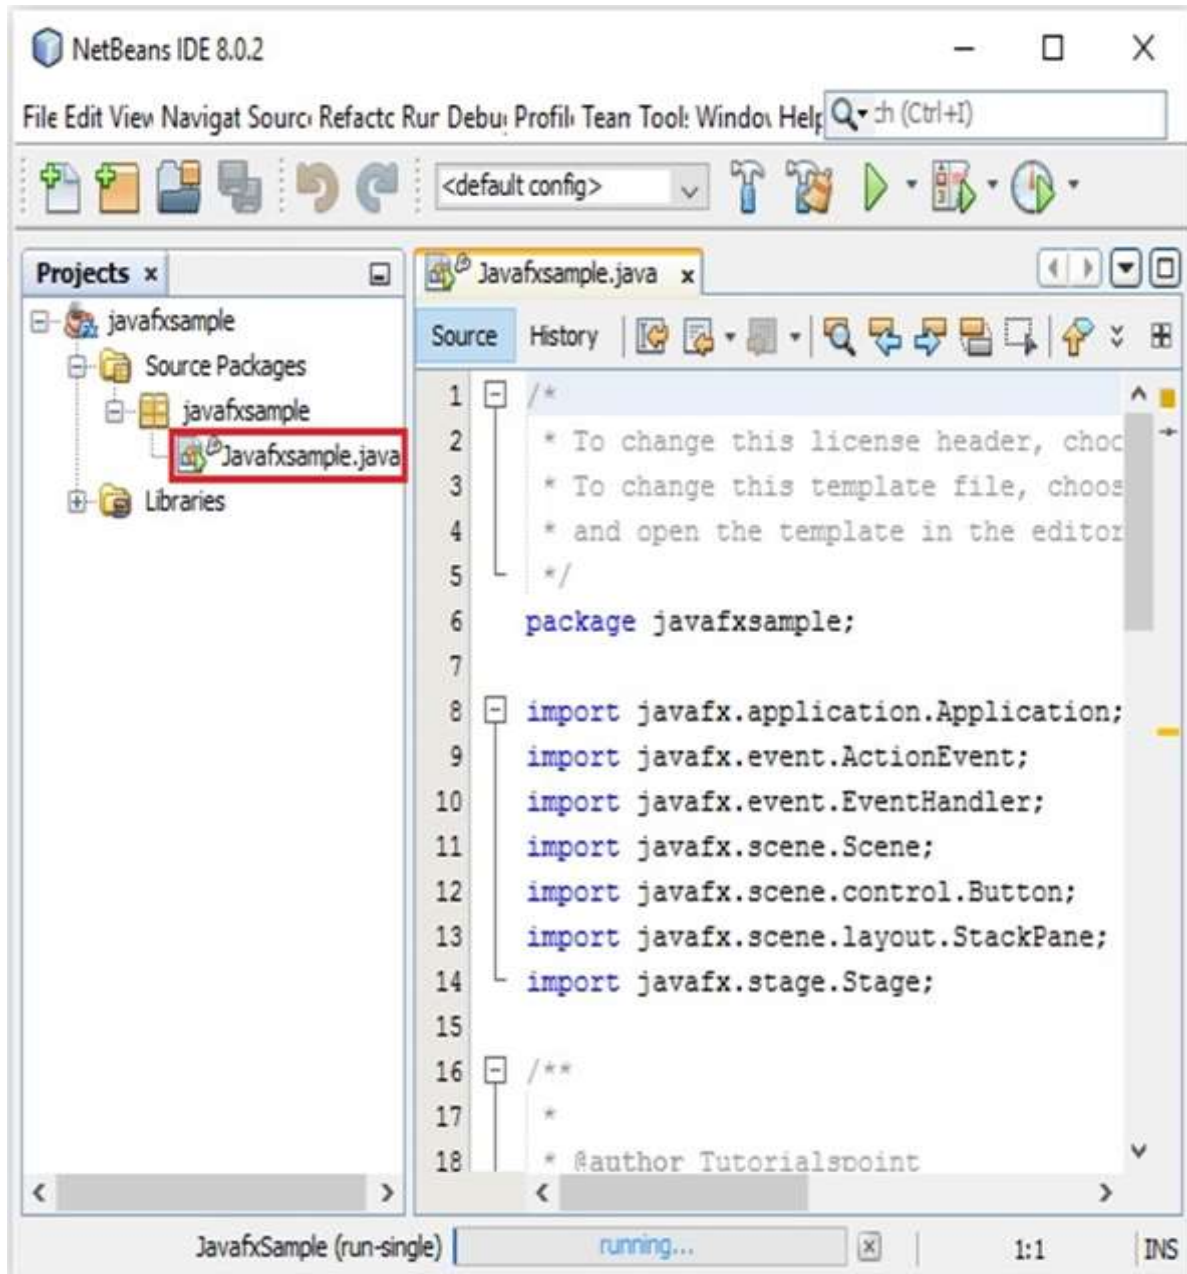 NetBeans IDE 8.0.2
File Edit View Navigat Sourc Refactc Run Debu Profil Tean Tool: Windov Help
ch (Ctrl+I)
<default config>
Projects x
javafxsample
Source Packages
javafxsample
Javafxsample.java
Libraries
Javafxsample.java x
Source History
1 /*
2 * To change this license header, choo
3 * To change this template file, choos
4 * and open the template in the editor
5 */
6 package javafxsample;
7
8 import javafx.application.Application;
9 import javafx.event.ActionEvent;
10 import javafx.event.EventHandler;
11 import javafx.scene.Scene;
12 import javafx.scene.control.Button;
13 import javafx.scene.layout.StackPane;
14 import javafx.stage.Stage;
15
16 /**
17 *
18 * @author Tutorialspoint
JavafxSample (run-single) running... 1:1 INS